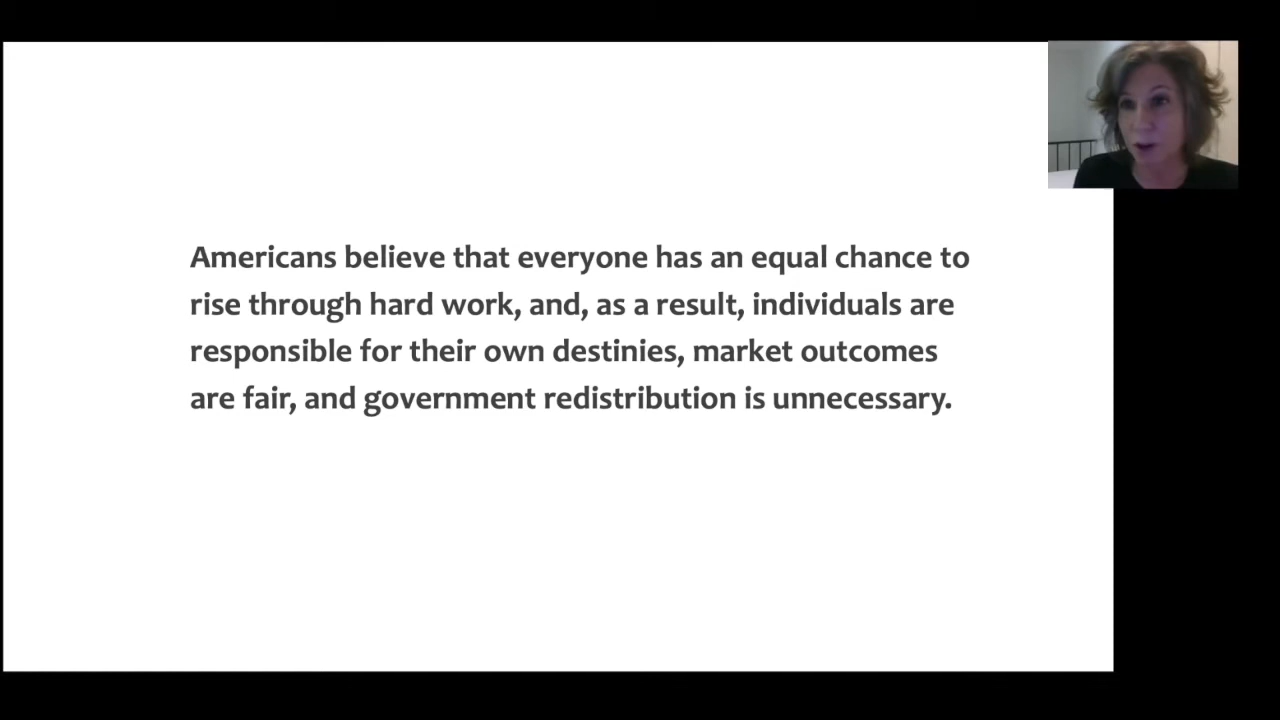 Americans believe that everyone has an equal chance to
rise through hard work, and, as a result, individuals are
responsible for their own destinies, market outcomes
are fair, and government redistribution is unnecessary.